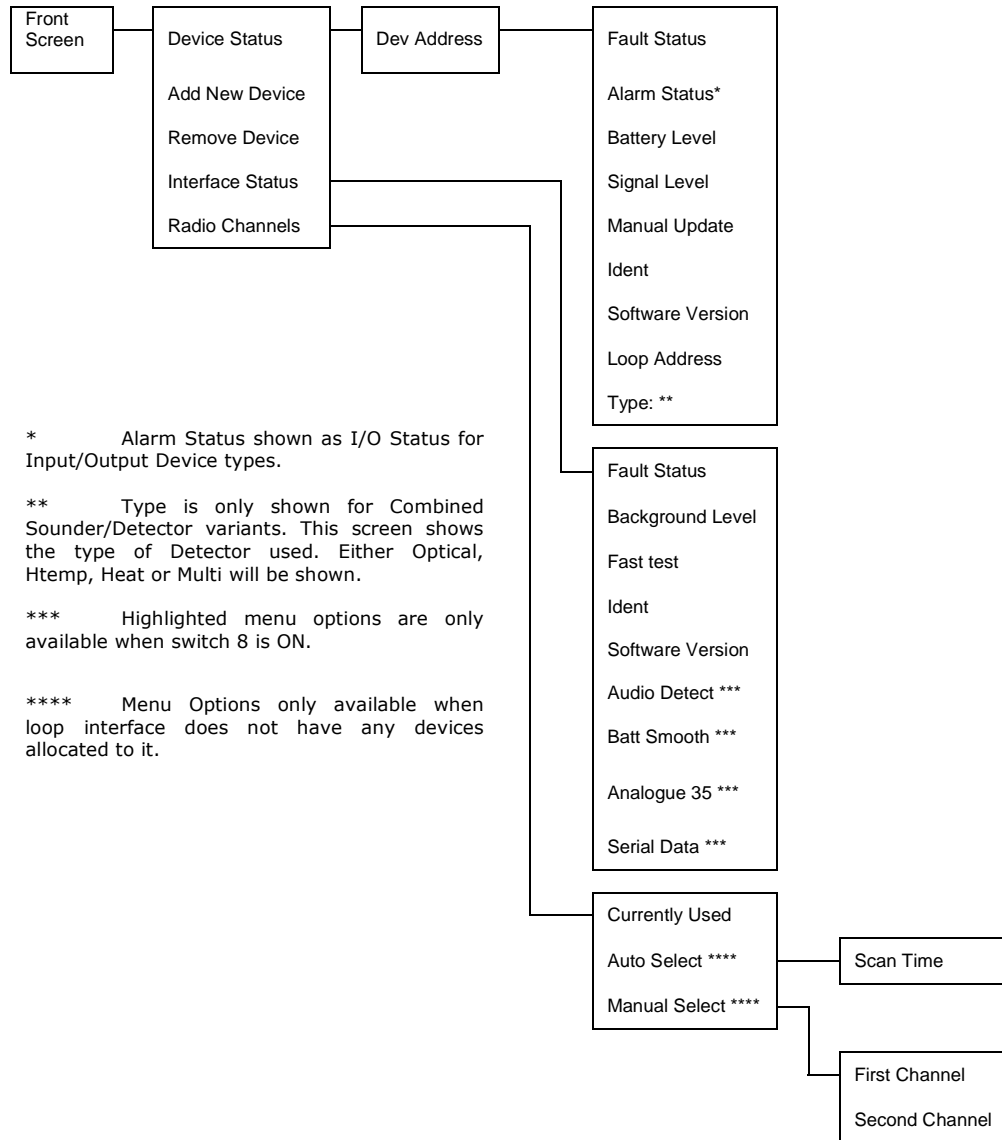 Front
Screen
Device Status
Add New Device
Remove Device
Interface Status
Radio Channels
Dev Address
Fault Status
Alarm Status*
Battery Level
Signal Level
Manual Update
Ident
Software Version
Loop Address
Type: **
* Alarm Status shown as I/O Status for
Input/Output Device types.
** Type is only shown for Combined
Sounder/Detector variants. This screen shows
the type of Detector used. Either Optical,
Htemp, Heat or Multi will be shown.
*** Highlighted menu options are only
available when switch 8 is ON.
**** Menu Options only available when
loop interface does not have any devices
allocated to it.
Fault Status
Background Level
Fast test
Ident
Software Version
Audio Detect ***
Batt Smooth ***
Analogue 35 ***
Serial Data ***
Currently Used
Auto Select ****
Manual Select ****
Scan Time
First Channel
Second Channel